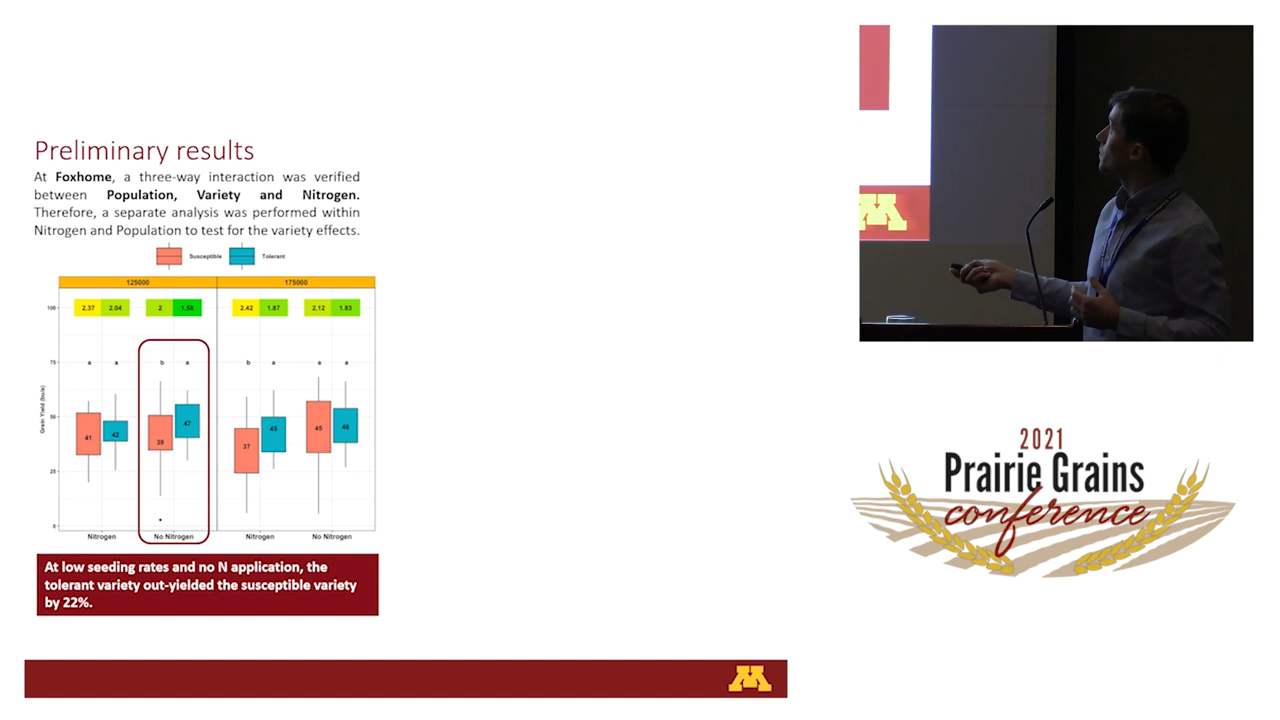 Preliminary results
At Foxhome, a three-way interaction was verified
between Population, Variety and Nitrogen.
Therefore, a separate analysis was performed within
Nitrogen and Population to test for the variety effects.
Susceptible Tolerant
125000 175000
100 2.37 2.04 2 1.58 2.42 1.87 2.12 1.83
75 a a b a b a a a
50
41 42 39 47 37 45 45 46
25
0
Grain Yield (bu/a)
Nitrogen No Nitrogen Nitrogen No Nitrogen
At low seeding rates and no N application, the
tolerant variety out-yielded the susceptible variety
by 22%.
M
M
2021
Prairie Grains
conference